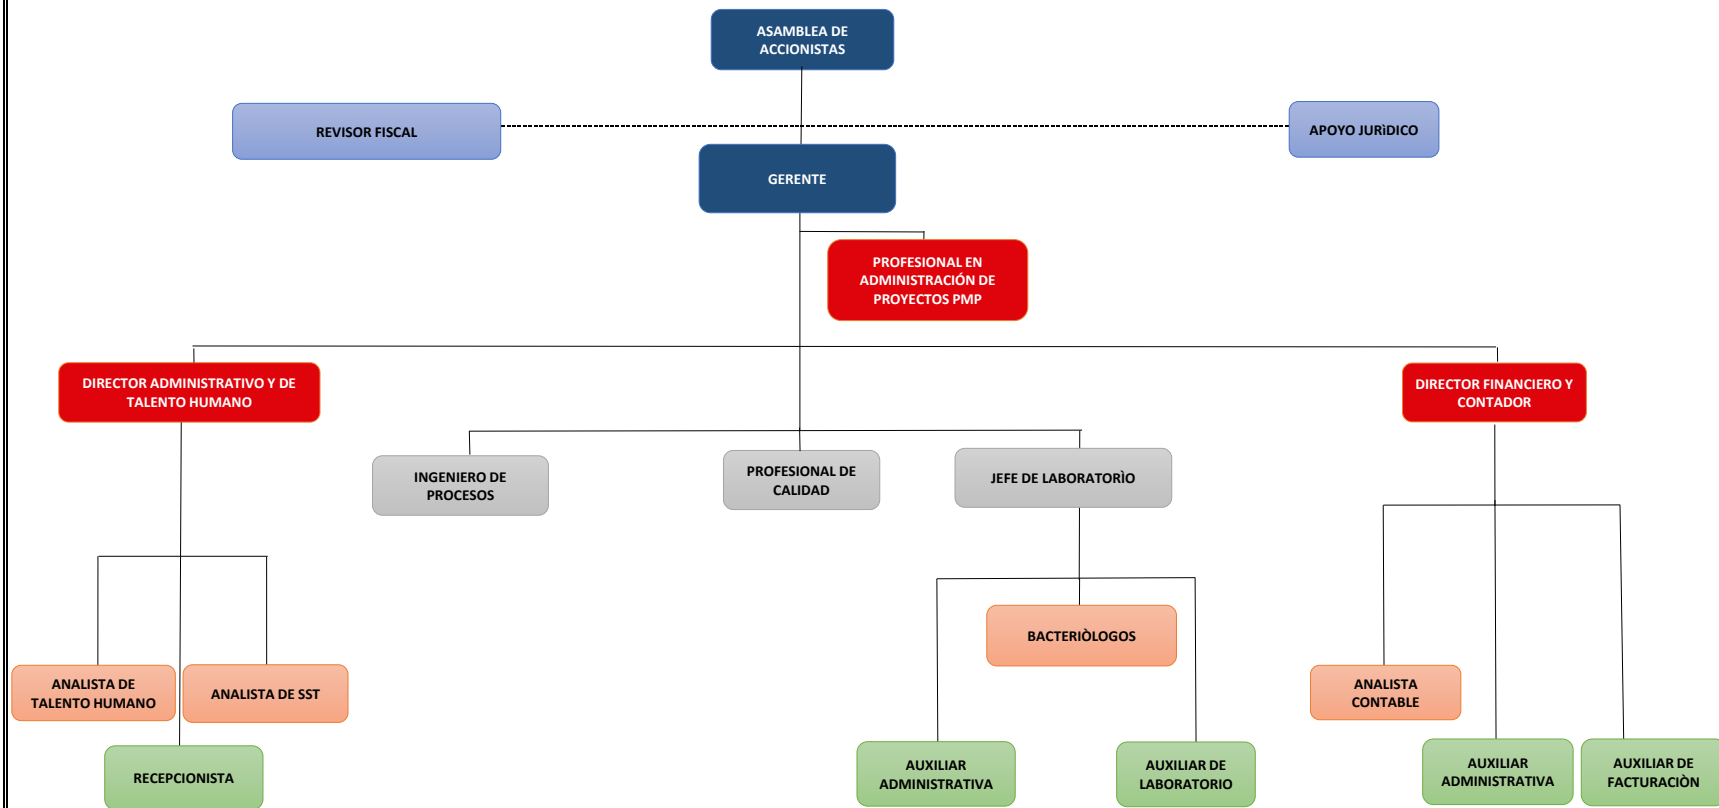 ASAMBLEA DE
ACCIONISTAS
REVISOR FISCAL
APOYO JURÌDICO
GERENTE
PROFESIONAL EN
ADMINISTRACIÓN DE
PROYECTOS PMP
DIRECTOR ADMINISTRATIVO Y DE
TALENTO HUMANO
DIRECTOR FINANCIERO Y
CONTADOR
INGENIERO DE
PROCESOS
PROFESIONAL DE
CALIDAD
JEFE DE LABORATORÌO
BACTERIÒLOGOS
ANALISTA DE
TALENTO HUMANO
ANALISTA DE SST
ANALISTA
CONTABLE
RECEPCIONISTA
AUXILIAR
ADMINISTRATIVA
AUXILIAR DE
LABORATORIO
AUXILIAR
ADMINISTRATIVA
AUXILIAR DE
FACTURACIÒN